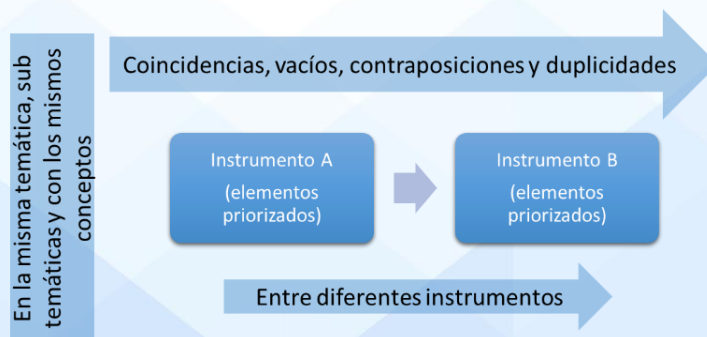 En la misma temática, sub
temáticas y con los mismos
conceptos
Coincidencias, vacíos, contraposiciones y duplicidades
Instrumento A
(elementos
priorizados)
Instrumento B
(elementos
priorizados)
Entre diferentes instrumentos